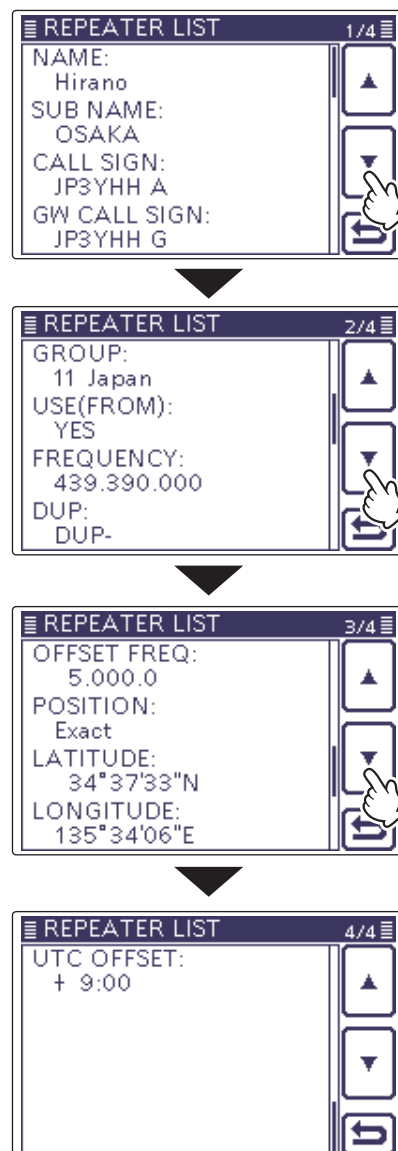 REPEATER LIST 1/4
NAME:
Hirano
SUB NAME:
OSAKA
CALL SIGN:
JP3YHH A
GW CALL SIGN:
JP3YHH G
REPEATER LIST 2/4
GROUP:
11 Japan
USE(FROM):
YES
FREQUENCY:
439.390.000
DUP:
DUP-
REPEATER LIST 3/4
OFFSET FREQ:
5.000.0
POSITION:
Exact
LATITUDE:
34°37'33"N
LONGITUDE:
135°34'06"E
REPEATER LIST 4/4
UTC OFFSET:
+ 9:00